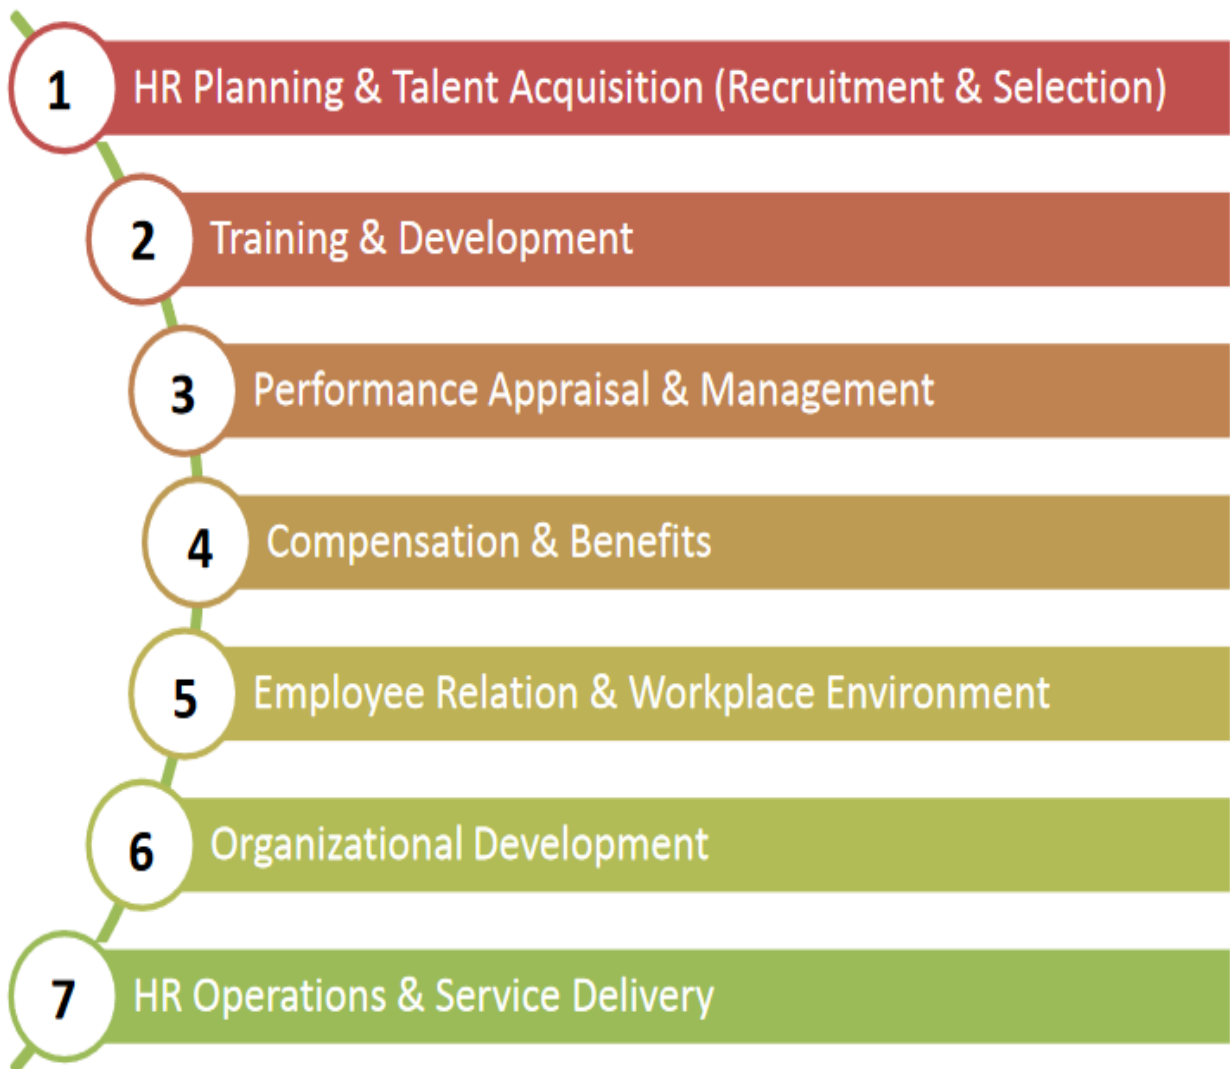 1 HR Planning & Talent Acquisition (Recruitment & Selection)
2 Training & Development
3 Performance Appraisal & Management
4 Compensation & Benefits
5 Employee Relation & Workplace Environment
6 Organizational Development
7 HR Operations & Service Delivery